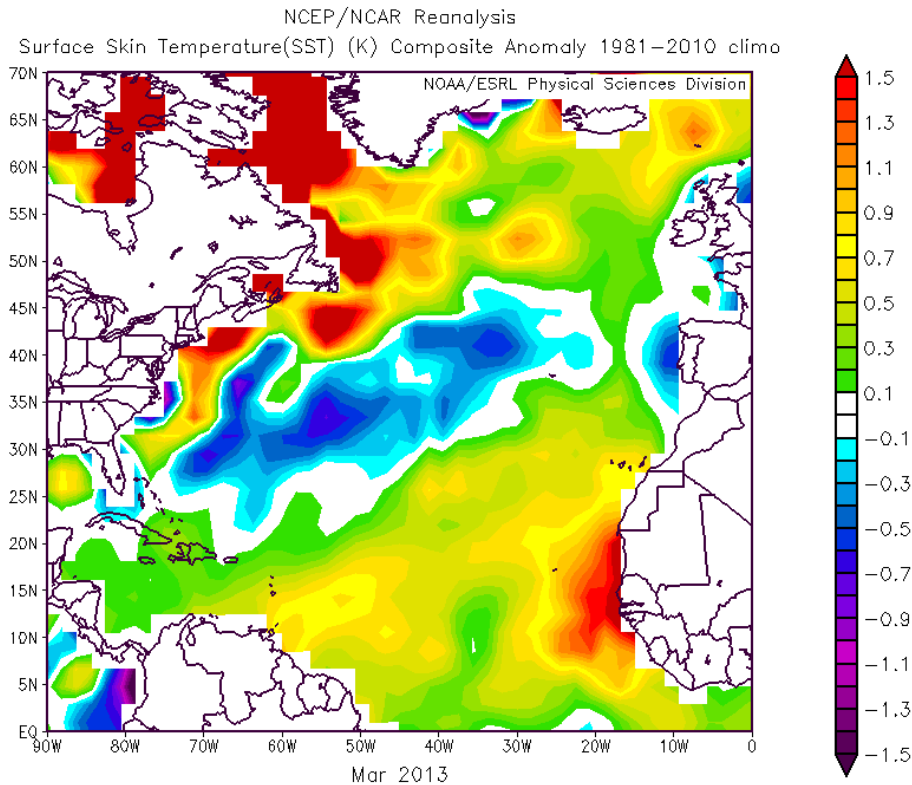 NCEP/NCAR Reanalysis
Surface Skin Temperature(SST) (K) Composite Anomaly 1981-2010 climo
NOAA/ESRL Physical Sciences Division
70N
65N
60N
55N
50N
45N
40N
35N
30N
25N
20N
15N
10N
5N
EQ
90W 80W 70W 60W 50W 40W 30W 20W 10W 0
Mar 2013
1.5
1.3
1.1
0.9
0.7
0.5
0.3
0.1
-0.1
-0.3
-0.5
-0.7
-0.9
-1.1
-1.3
-1.5